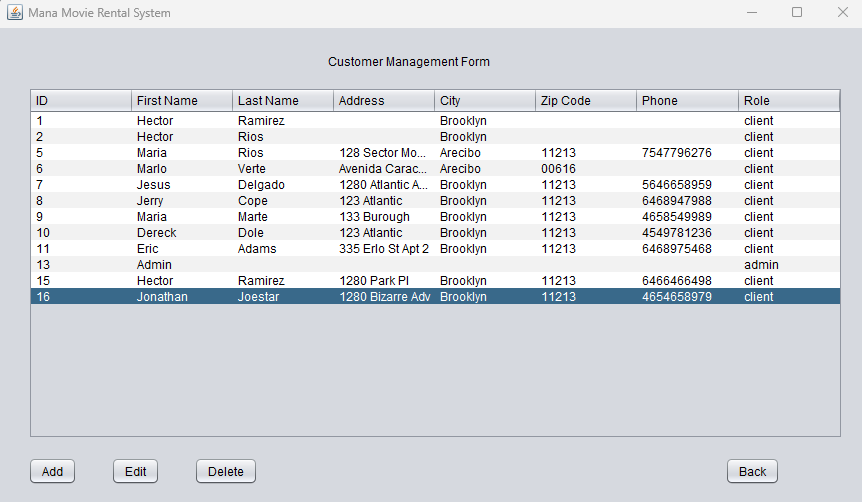 Mana Movie Rental System
Customer Management Form
ID First Name Last Name Address City Zip Code Phone Role
1 Hector Ramirez Brooklyn client
2 Hector Rios Brooklyn client
5 Maria Rios 128 Sector Mo... Arecibo 11213 7547796276 client
6 Marlo Verte Avenida Carac... Arecibo 00616 client
7 Jesus Delgado 1280 Atlantic A... Brooklyn 11213 5646658959 client
8 Jerry Cope 123 Atlantic Brooklyn 11213 6468947988 client
9 Maria Marte 133 Burough Brooklyn 11213 4658549989 client
10 Dereck Dole 123 Atlantic Brooklyn 11213 4549781236 client
11 Eric Adams 335 Erlo St Apt 2 Brooklyn 11213 6468975468 client
13 Admin admin
15 Hector Ramirez 1280 Park Pl Brooklyn 11213 6466466498 client
16 Jonathan Joestar 1280 Bizarre Adv Brooklyn 11213 4654658979 client
Add Edit Delete Back